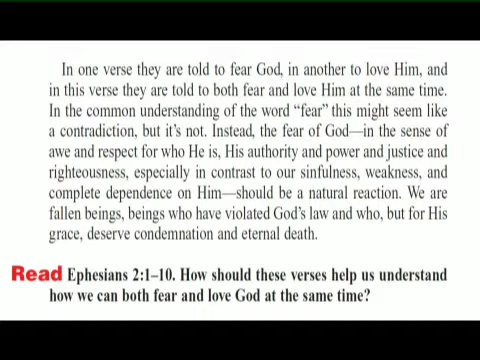 In one verse they are told to fear God, in another to love Him, and
in this verse they are told to both fear and love Him at the same time.
In the common understanding of the word “fear” this might seem like
a contradiction, but it’s not. Instead, the fear of God—in the sense of
awe and respect for who He is, His authority and power and justice and
righteousness, especially in contrast to our sinfulness, weakness, and
complete dependence on Him—should be a natural reaction. We are
fallen beings, beings who have violated God’s law and who, but for His
grace, deserve condemnation and eternal death.
Read Ephesians 2:1–10. How should these verses help us understand
how we can both fear and love God at the same time?